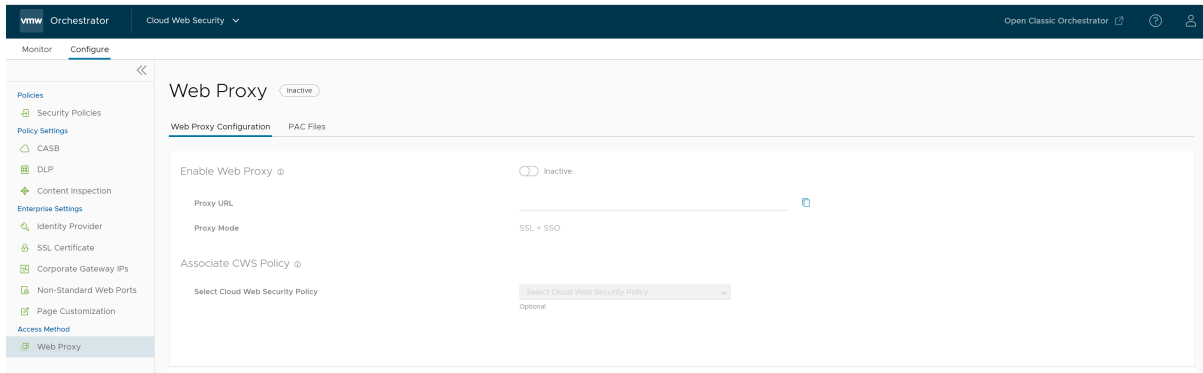 vmw Orchestrator Cloud Web Security Open Classic Orchestrator
Monitor Configure
Policies
Security Policies
Policy Settings
CASB
DLP
Content Inspection
Enterprise Settings
Identity Provider
SSL Certificate
Corporate Gateway IPs
Non-Standard Web Ports
Page Customization
Access Method
Web Proxy
Web Proxy Inactive
Web Proxy Configuration PAC Files
Enable Web Proxy Inactive
Proxy URL
Proxy Mode SSL + SSO
Associate CWS Policy
Select Cloud Web Security Policy Select Cloud Web Security Policy
Optional